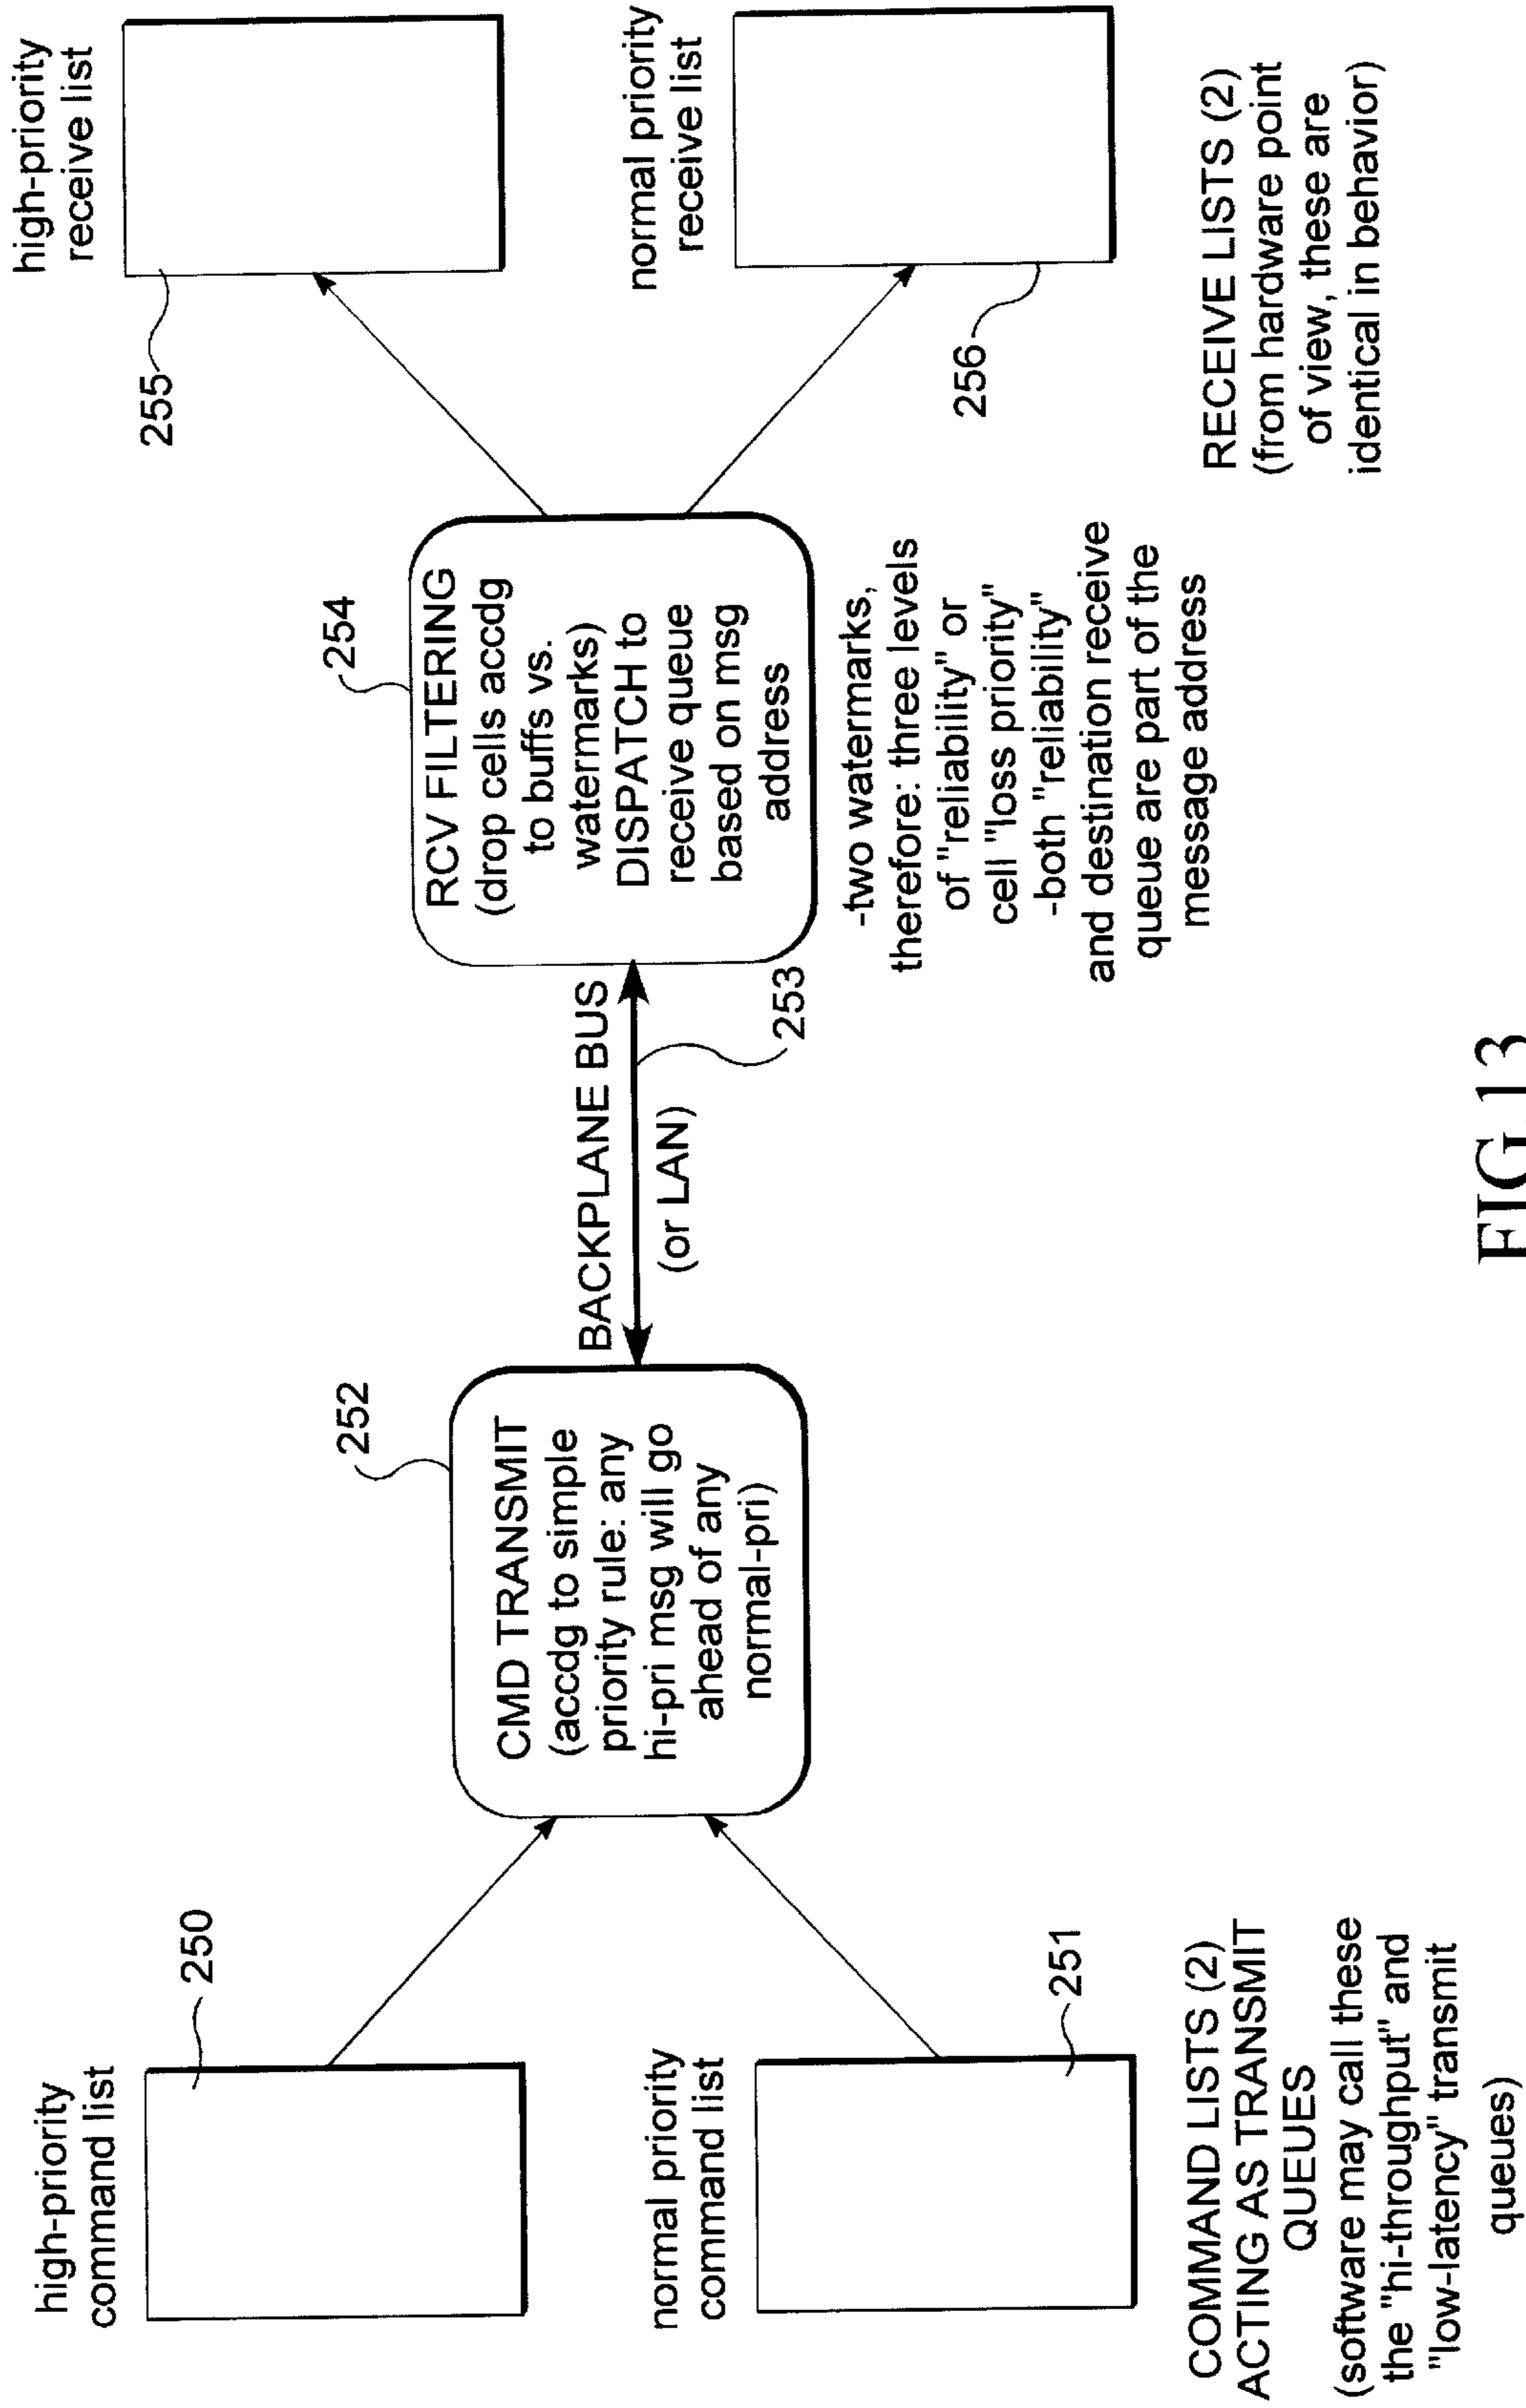 high-priority
command list
250
normal priority
command list
251
COMMAND LISTS (2)
ACTING AS TRANSMIT
QUEUES
(software may call these
the "hi-throughput" and
"low-latency" transmit
queues)
252
CMD TRANSMIT
(accdg to simple
priority rule: any
hi-pri msg will go
ahead of any
normal-pri)
BACKPLANE BUS
(or LAN)
253
254
RCV FILTERING
(drop cells accdg
to buffs vs.
watermarks)
DISPATCH to
receive queue
based on msg
address
-two watermarks,
therefore: three levels
of "reliability" or
cell "loss priority"
-both "reliability"
and destination receive
queue are part of the
message address
high-priority
receive list
255
normal priority
receive list
256
RECEIVE LISTS (2)
(from hardware point
of view, these are
identical in behavior)
FIG.13